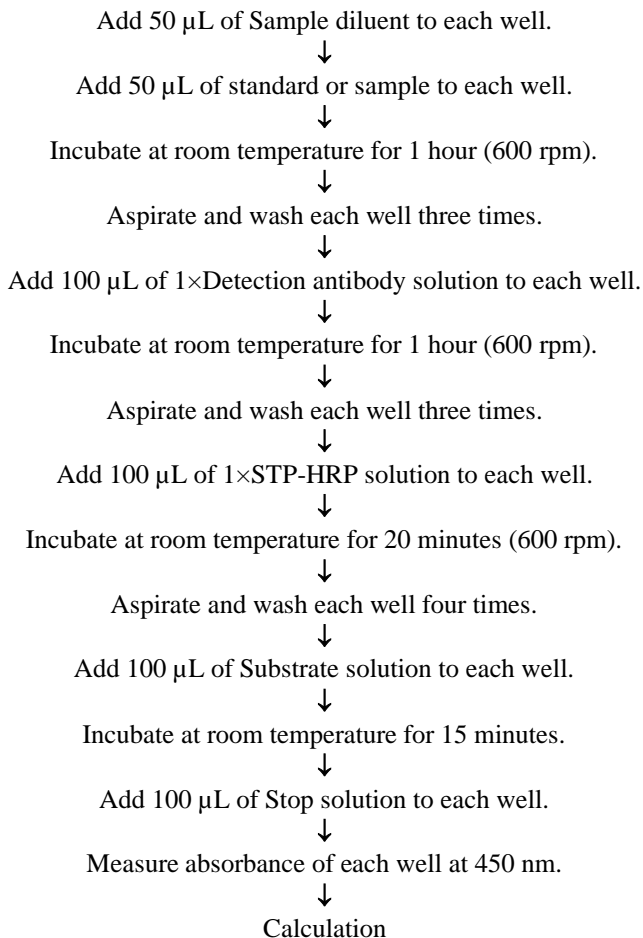 Add 50 µL of Sample diluent to each well.
↓
Add 50 µL of standard or sample to each well.
↓
Incubate at room temperature for 1 hour (600 rpm).
↓
Aspirate and wash each well three times.
↓
Add 100 µL of 1×Detection antibody solution to each well.
↓
Incubate at room temperature for 1 hour (600 rpm).
↓
Aspirate and wash each well three times.
↓
Add 100 µL of 1×STP-HRP solution to each well.
↓
Incubate at room temperature for 20 minutes (600 rpm).
↓
Aspirate and wash each well four times.
↓
Add 100 µL of Substrate solution to each well.
↓
Incubate at room temperature for 15 minutes.
↓
Add 100 µL of Stop solution to each well.
↓
Measure absorbance of each well at 450 nm.
↓
Calculation